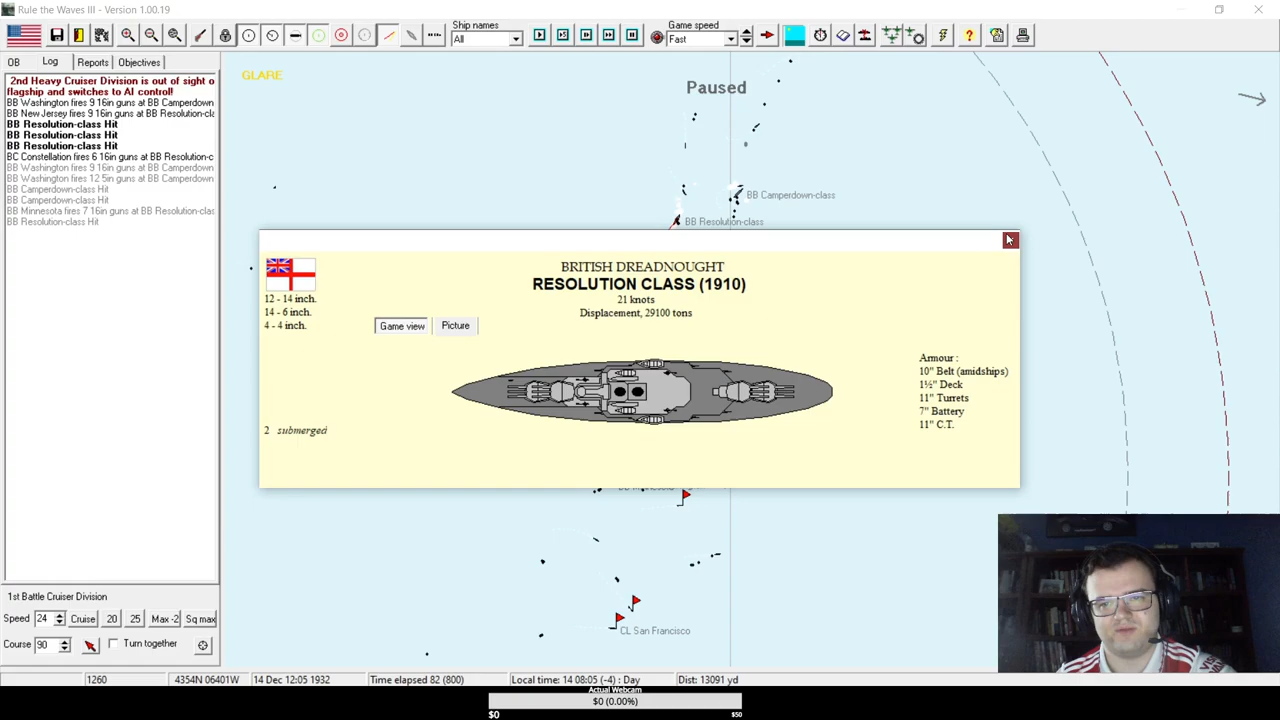 Rule the Waves III - Version 1.00.19
Ship names
All
Game speed
Fast
OB
Log
Reports
Objectives
2nd Heavy Cruiser Division is out of sight o
flagship and switches to AI control!
BB Washington fires 9 16in guns at BB Camperdown
BB New Jersey fires 9 16in guns at BB Resolution-cla
BB Resolution-class Hit
BB Resolution-class Hit
BB Resolution-class Hit
BC Constellation fires 6 16in guns at BB Resolution-c
BB Washington fires 9 16in guns at BB Camperdown
BB Washington fires 12 5in guns at BB Camperdown
BB Camperdown-class Hit
BB Camperdown-class Hit
BB Minnesota fires 7 16in guns at BB Resolution-clas
BB Resolution-class Hit
GLARE
Paused
BB Camperdown-class
BB Resolution-class
BRITISH DREADNOUGHT
RESOLUTION CLASS (1910)
21 knots
Displacement, 29100 tons
12 - 14 inch.
14 - 6 inch.
4 - 4 inch.
Game view
Picture
Armour :
10" Belt (amidships)
1½" Deck
11" Turrets
7" Battery
11" C.T.
2 submerged
CL San Francisco
1st Battle Cruiser Division
Speed 24 Cruise 20 25 Max -2 Sq max
Course 90 Turn together
1260
4354N 06401W
14 Dec 12:05 1932
Time elapsed 82 (800)
Local time: 14 08:05 (-4) : Day
Dist: 13091 yd
Actual Webcam
$0 (0.00%)
$0
$50